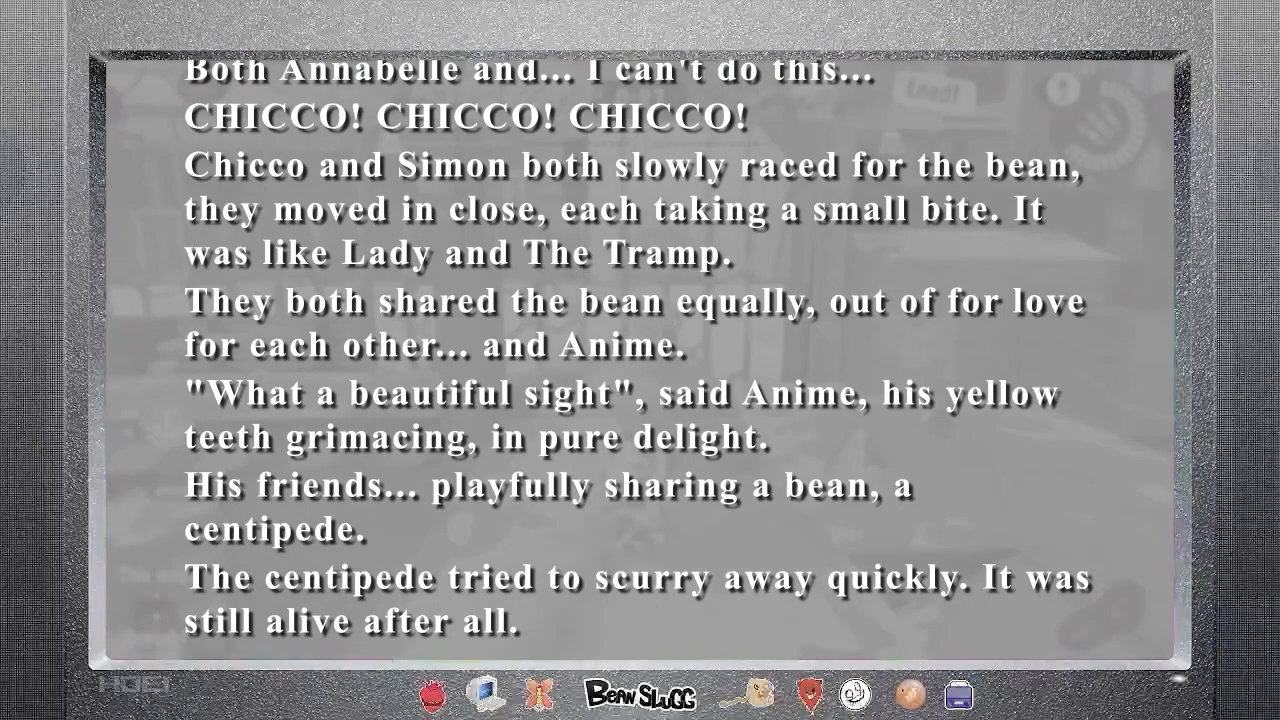 Both Annabelle and... I can't do this...
CHICCO! CHICCO! CHICCO!
Chicco and Simon both slowly raced for the bean,
they moved in close, each taking a small bite. It
was like Lady and The Tramp.
They both shared the bean equally, out of for love
for each other... and Anime.
"What a beautiful sight", said Anime, his yellow
teeth grimacing, in pure delight.
His friends... playfully sharing a bean, a
centipede.
The centipede tried to scurry away quickly. It was
still alive after all.
BEAN SLUGG